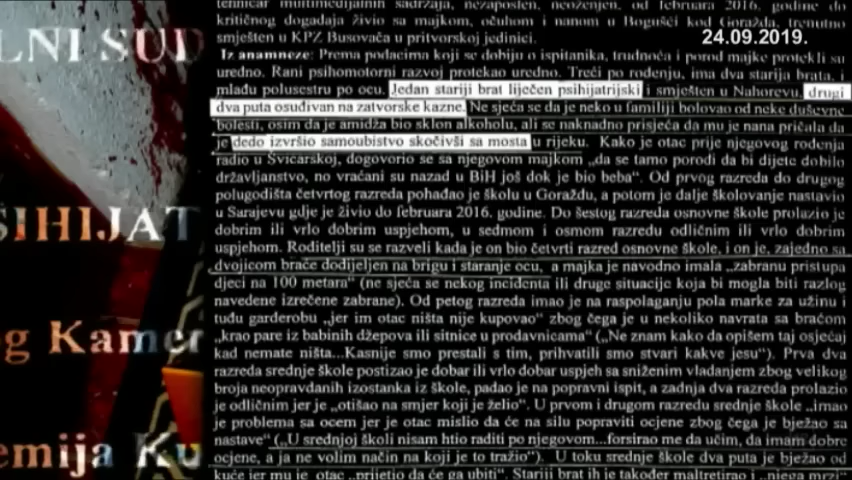 tehničar multimedijalnih sadržaja, nezaposlen, neoženjen, od februara 2016. godine do
kritičnog događaja živio sa majkom, očuhom i nanom u Bogušići kod Goražda, trenutno
smješten u KPZ Busovača u pritvorskoj jedinici.
24.09.2019.
LNI SUD
Iz anamneze: Prema podacima koji se dobiju o ispitanika, trudnoća i porod majke protekli su
uredno. Rani psihomotorni razvoj protekao uredno. Treći po rođenju, ima dva starija brata, i
mlađu polusestru po ocu. Jedan stariji brat liječen psihijatrijski i smješten u Nahorevu, drugi
dva puta osuđivan na zatvorske kazne. Ne sjeća se da je neko u familiji bolovao od neke duševne
bolesti, osim da je amidža bio sklon alkoholu, ali se naknadno prisjeća da mu je nana pričala da
je dedo izvršio samoubistvo skočivši sa mosta u rijeku. Kako je otac prije njegovog rođenja
radio u Švicarskoj, dogovorio se sa njegovom majkom „da se tamo porodi da bi dijete dobilo
državljanstvo, no vraćani su nazad u BiH još dok je bio beba“. Od prvog razreda do drugog
polugodišta četvrtog razreda pohađao je školu u Goraždu, a potom je dalje školovanje nastavio
u Sarajevu gdje je živio do februara 2016. godine. Do šestog razreda osnovne škole prolazio je
dobrim ili vrlo dobrim uspjehom, u sedmom i osmom razredu odličnim ili vrlo dobrim
uspjehom. Roditelji su se razveli kada je on bio četvrti razred osnovne škole, i on je, zajedno sa
dvojicom braće dodijeljen na brigu i staranje ocu, a majka je navodno imala „zabranu pristupa
djeci na 100 metara“ (ne sjeća se nekog incidenta ili druge situacije koja bi mogla biti razlog
navedene izrečene zabrane). Od petog razreda imao je na raspolaganju pola marke za užinu i
tuđu garderobu „jer im otac ništa nije kupovao“ zbog čega je u nekoliko navrata sa braćom
„krao pare iz babinih džepova ili sitnice u prodavnicama“ („Ne znam kako da opišem taj osjećaj
kad nemate ništa...Kasnije smo prestali s tim, prihvatili smo stvari kakve jesu“). Prva dva
razreda srednje škole postizao je dobar ili vrlo dobar uspjeh sa sniženim vladanjem zbog velikog
broja neopravdanih izostanka iz škole, padao je na popravni ispit, a zadnja dva razreda prolazio
je odličnim jer je „otišao na smjer koji je želio“. U prvom i drugom razredu srednje škole „imao
je problema sa ocem jer je otac mislio da će na silu popraviti ocjene zbog čega je bježao sa
nastave“ („U srednjoj školi nisam htio raditi po njegovom...forsirao me da učim, da imam dobre
ocjene, a ja ne volim način na koji je to tražio“). U toku srednje škole dva puta je bježao od
kuće jer mu je otac „prijetio da će ga ubiti“. Stariji brat ih je također maltretirao i „njega mrzi“
ŠIHIJAT
g Kamer
emija Ku